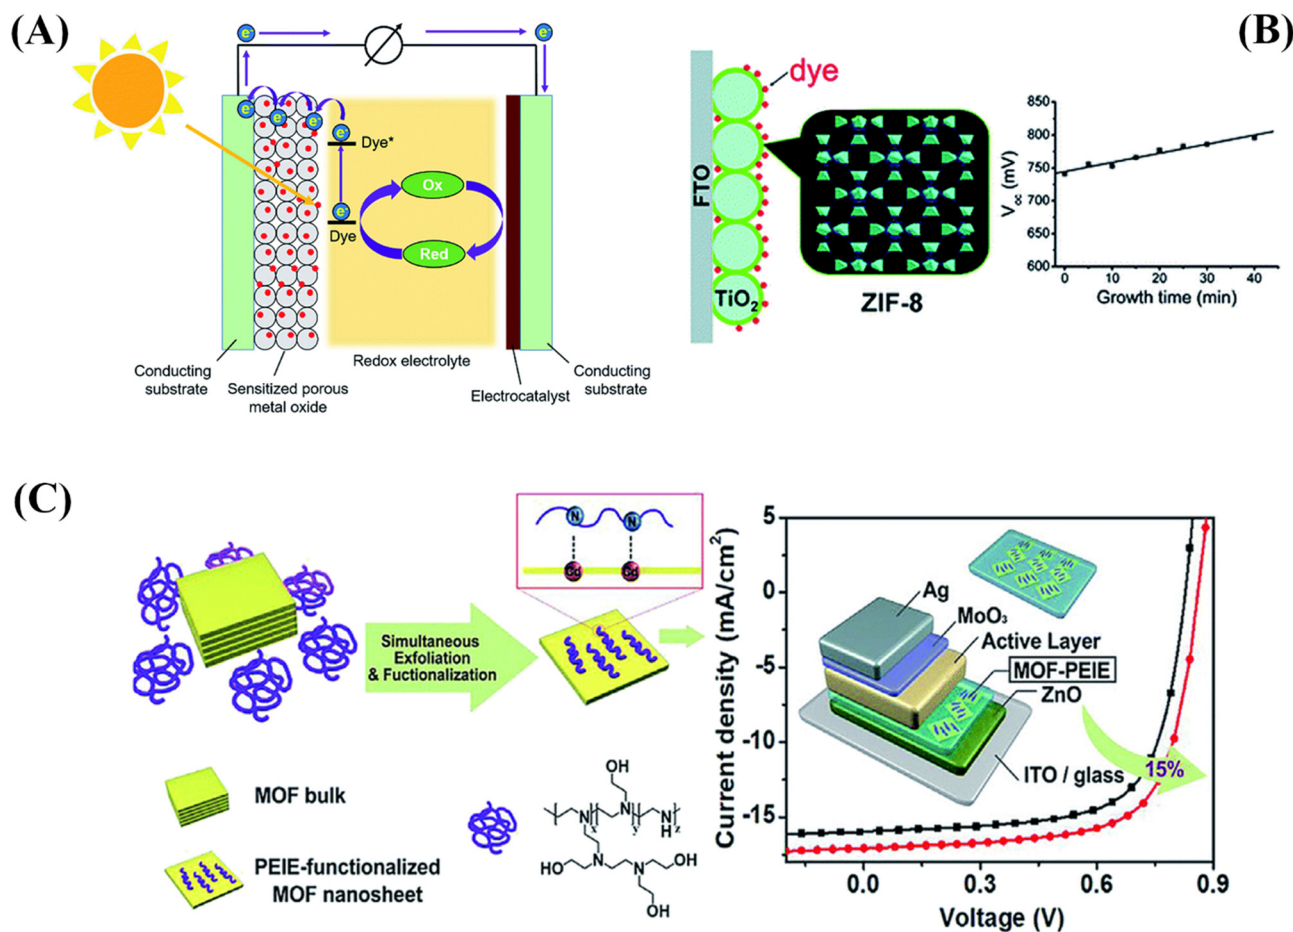 (A)
e⁻
e⁻
e⁻
e⁻
e⁻
e⁻
Dye*
e⁻
Dye
Ox
Red
Conducting
substrate
Sensitized porous
metal oxide
Redox electrolyte
Electrocatalyst
Conducting
substrate
(B)
FTO
dye
TiO₂
ZIF-8
Voc (mV)
850
800
750
700
650
600
0
10
20
30
40
Growth time (min)
(C)
N
N
Cd
Cd
Simultaneous
Exfoliation
& Fuctionalization
MOF bulk
PEIE-functionalized
MOF nanosheet
OH
N
N
N
H
x
y
z
HO
N
N
OH
OH
Current density (mA/cm²)
5
0
-5
-10
-15
Ag
MoO₃
Active Layer
MOF-PEIE
ZnO
ITO / glass
15%
0.0
0.3
0.6
0.9
Voltage (V)